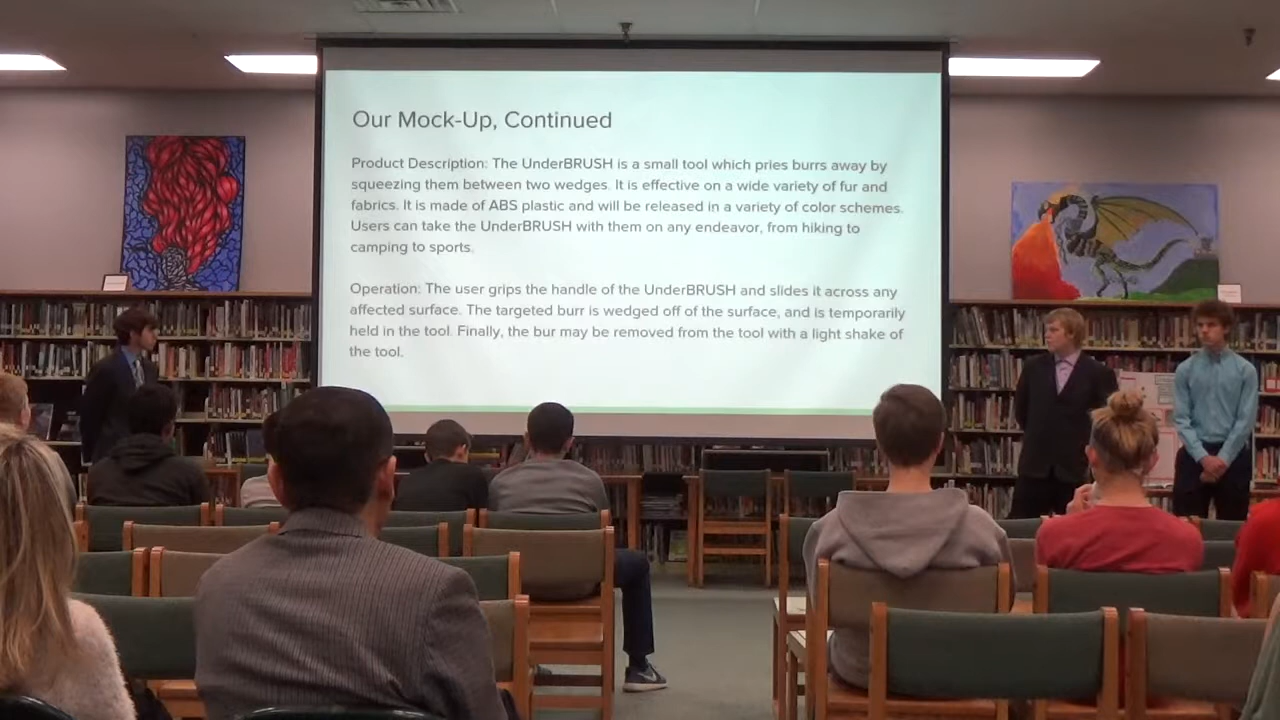 Our Mock-Up, Continued
Product Description: The UnderBRUSH is a small tool which pries burrs away by
squeezing them between two wedges. It is effective on a wide variety of fur and
fabrics. It is made of ABS plastic and will be released in a variety of color schemes.
Users can take the UnderBRUSH with them on any endeavor, from hiking to
camping to sports.
Operation: The user grips the handle of the UnderBRUSH and slides it across any
affected surface. The targeted burr is wedged off of the surface, and is temporarily
held in the tool. Finally, the bur may be removed from the tool with a light shake of
the tool.